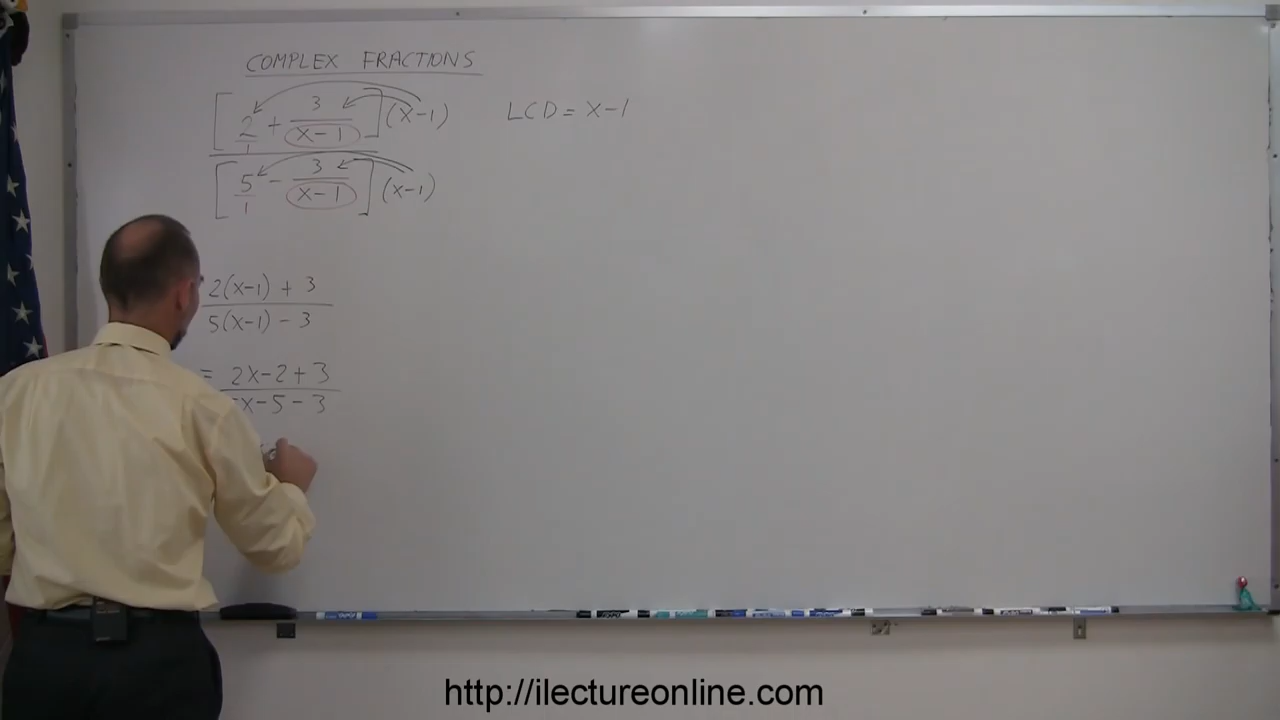 COMPLEX FRACTIONS
[2/1 + 3/(x-1)](x-1) LCD = x-1
[5/1 - 3/(x-1)](x-1)
2(x-1) + 3
5(x-1) - 3
= 2x-2+3
x-5-3
http://ilectureonline.com